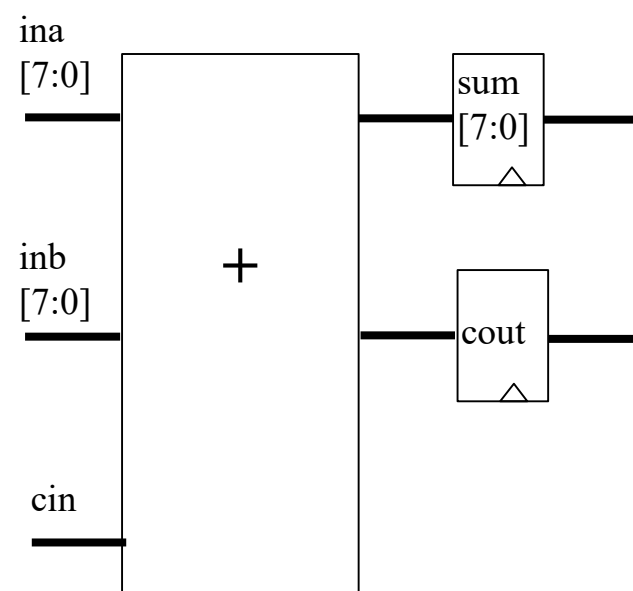 ina
[7:0]
sum
[7:0]
+
inb
[7:0]
cout
cin